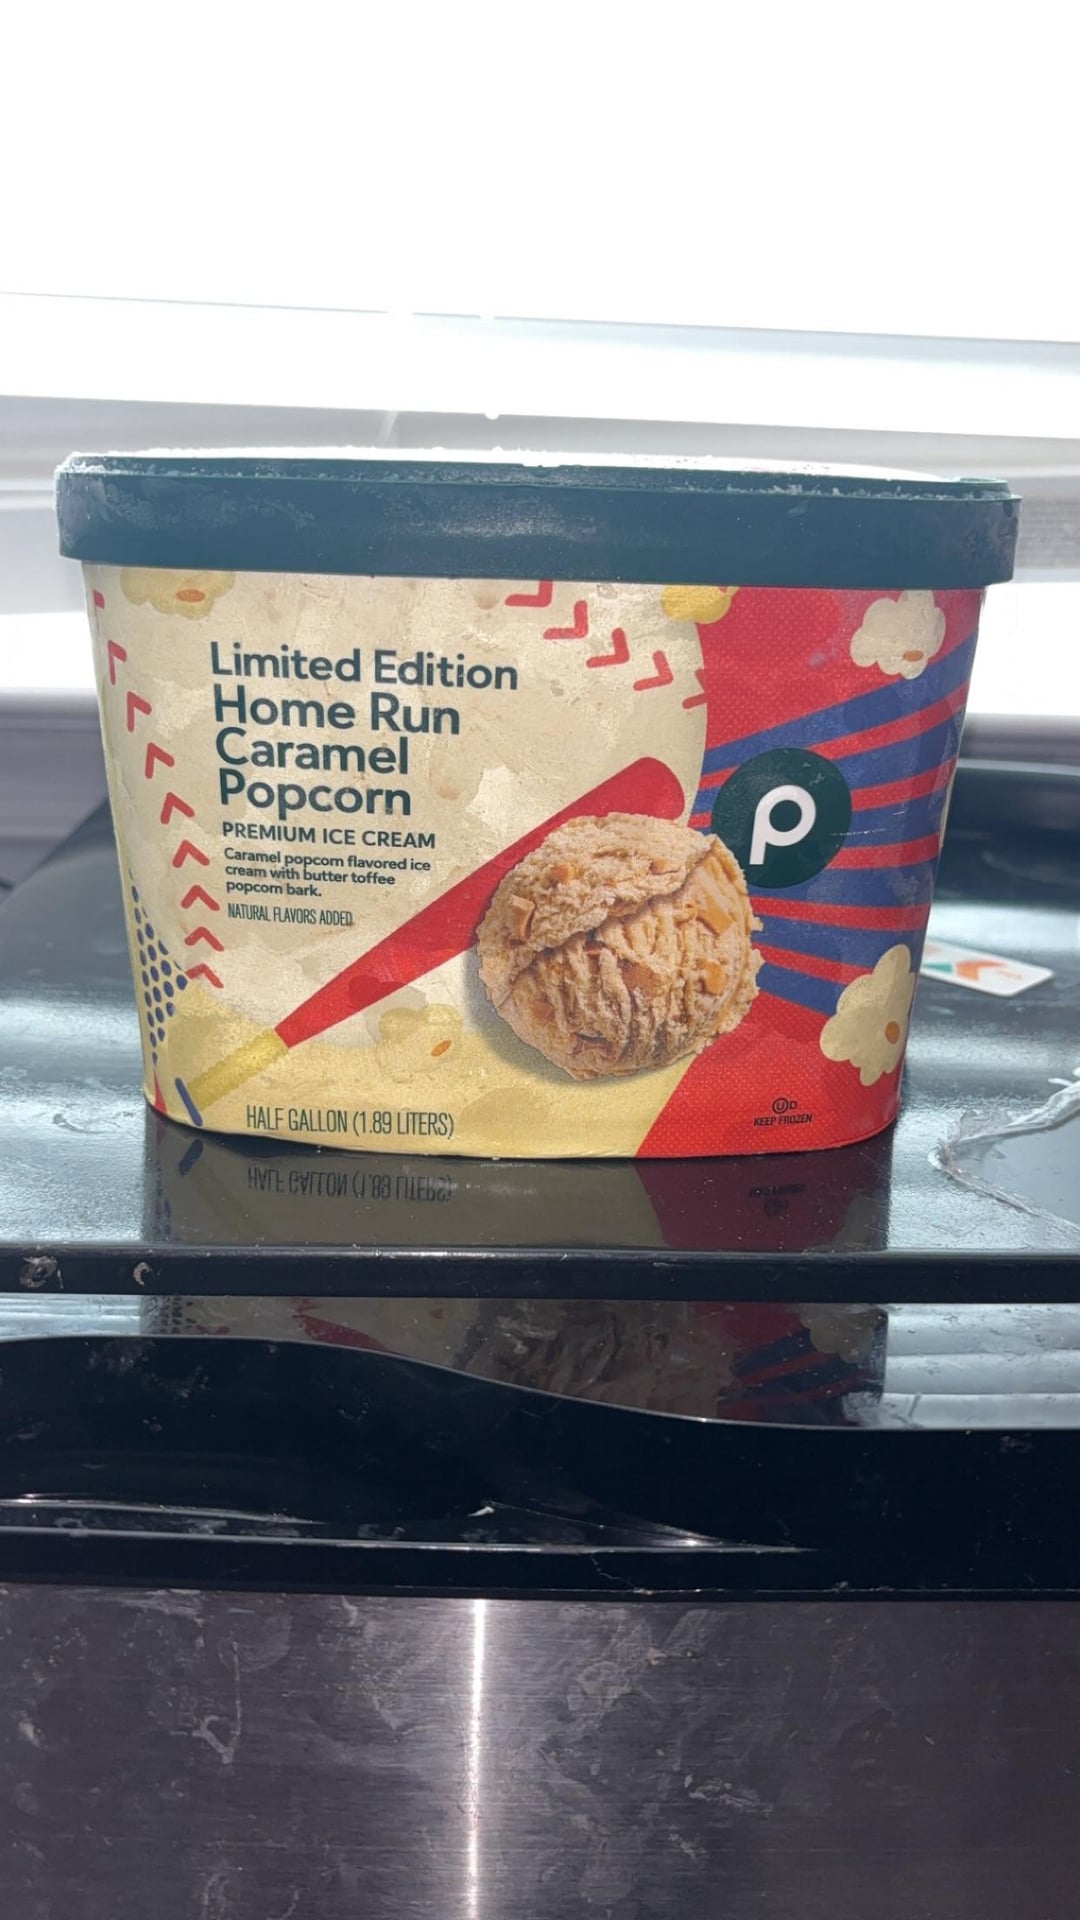 Limited Edition
Home Run
Caramel
Popcorn
PREMIUM ICE CREAM
Caramel popcorn flavored ice
cream with butter toffee
popcorn bark.
NATURAL FLAVORS ADDED
p
HALF GALLON (1.89 LITERS)
UD
KEEP FROZEN